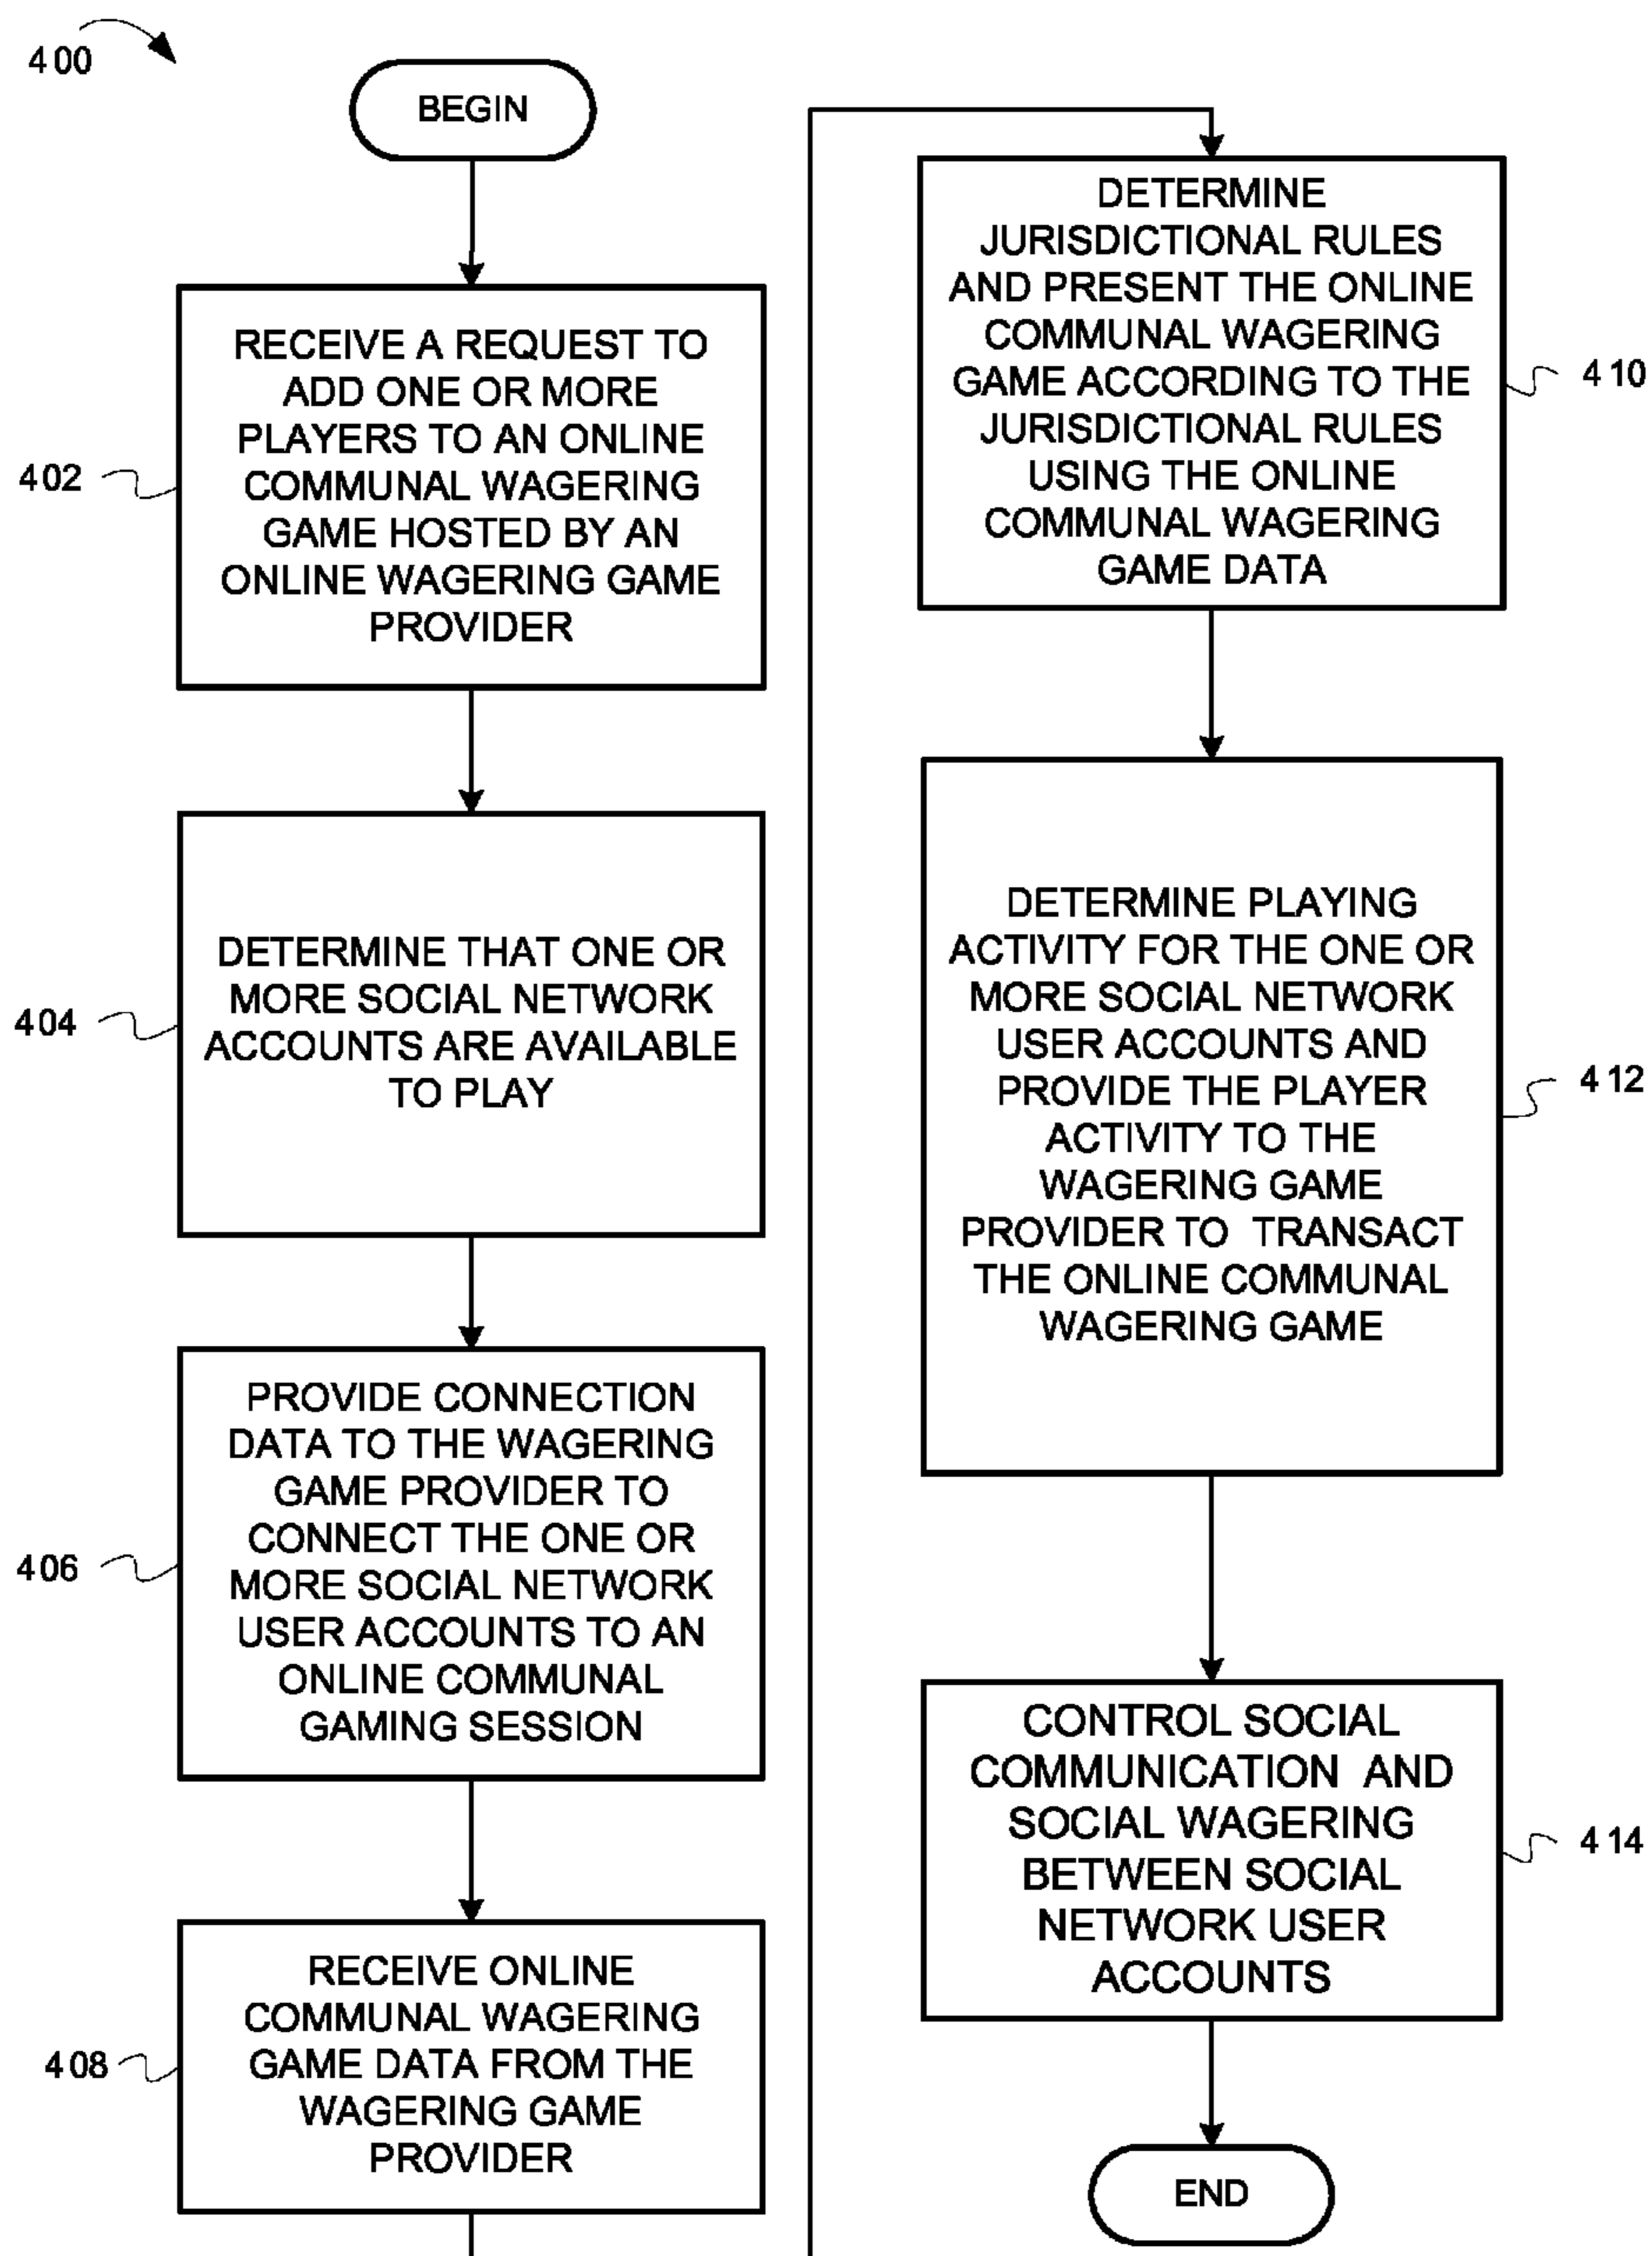 400
BEGIN
402
RECEIVE A REQUEST TO
ADD ONE OR MORE
PLAYERS TO AN ONLINE
COMMUNAL WAGERING
GAME HOSTED BY AN
ONLINE WAGERING GAME
PROVIDER
404
DETERMINE THAT ONE OR
MORE SOCIAL NETWORK
ACCOUNTS ARE AVAILABLE
TO PLAY
406
PROVIDE CONNECTION
DATA TO THE WAGERING
GAME PROVIDER TO
CONNECT THE ONE OR
MORE SOCIAL NETWORK
USER ACCOUNTS TO AN
ONLINE COMMUNAL
GAMING SESSION
408
RECEIVE ONLINE
COMMUNAL WAGERING
GAME DATA FROM THE
WAGERING GAME
PROVIDER
DETERMINE
JURISDICTIONAL RULES
AND PRESENT THE ONLINE
COMMUNAL WAGERING
GAME ACCORDING TO THE
JURISDICTIONAL RULES
USING THE ONLINE
COMMUNAL WAGERING
GAME DATA
410
DETERMINE PLAYING
ACTIVITY FOR THE ONE OR
MORE SOCIAL NETWORK
USER ACCOUNTS AND
PROVIDE THE PLAYER
ACTIVITY TO THE
WAGERING GAME
PROVIDER TO TRANSACT
THE ONLINE COMMUNAL
WAGERING GAME
412
CONTROL SOCIAL
COMMUNICATION AND
SOCIAL WAGERING
BETWEEN SOCIAL
NETWORK USER
ACCOUNTS
414
END